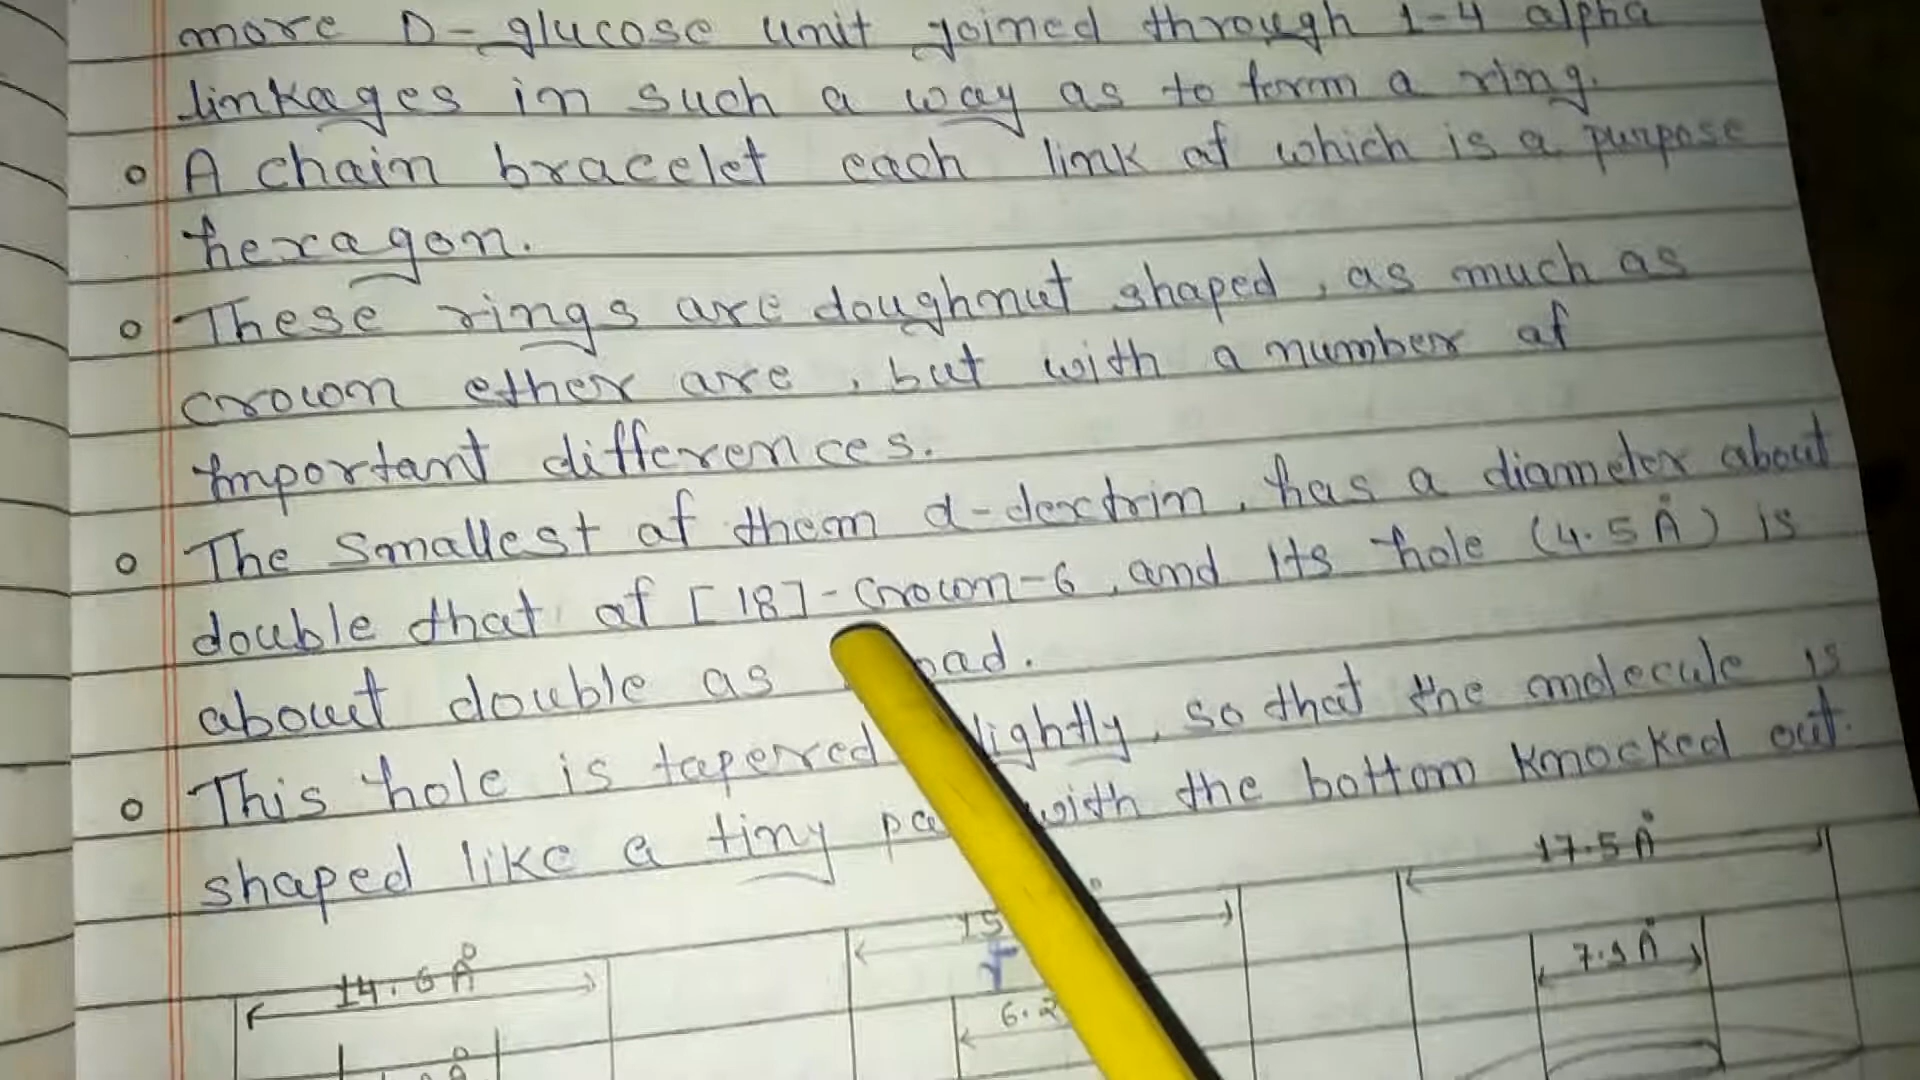 more D-glucose unit joined through 1-4 alpha
linkages in such a way as to form a ring.
A chain bracelet each link of which is a purpose
hexagon.
These rings are doughnut shaped, as much as
crown ether are, but with a number of
Important differences.
The smallest of them α-dextrin, has a diameter about
double that of [18]-Crown-6, and its hole (4.5 Å) is
about double as
This hole is tapered so that the molecule is
shaped like a tiny with the bottom knocked out.
17.5 Å
14.6 Å
7.9 Å